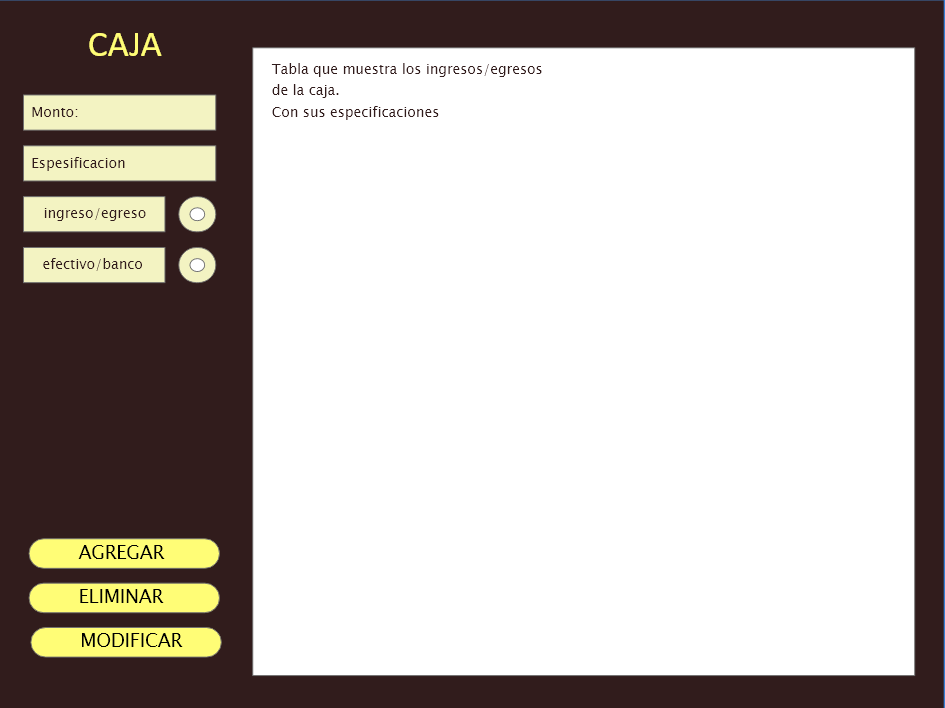 CAJA
Monto:
Espesificacion
ingreso/egreso
efectivo/banco
AGREGAR
ELIMINAR
MODIFICAR
Tabla que muestra los ingresos/egresos
de la caja.
Con sus especificaciones